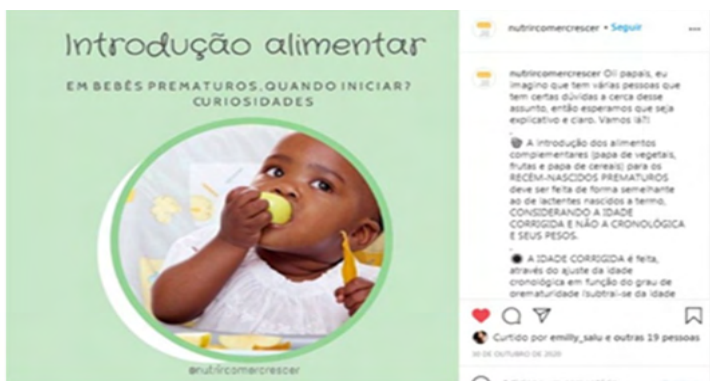 Introdução alimentar
EM BEBÊS PREMATUROS. QUANDO INICIAR?
CURIOSIDADES
@nutrircomercrescer
nutrircomercrescer • Seguir
nutrircomercrescer Oi! papais, eu
imagino que tem várias pessoas que
tem certas dúvidas a cerca desse
assunto, então esperamos que seja
explicativo e claro. Vamos lá?!
A introdução dos alimentos
complementares (papa de vegetais,
frutas e papa de cereais) para os
RECÉM-NASCIDOS PREMATUROS
deve ser feita de forma semelhante
ao de lactentes nascidos a termo,
CONSIDERANDO A IDADE
CORRIGIDA E NÃO A CRONOLÓGICA
E SEUS PESOS.
A IDADE CORRIGIDA é feita,
através do ajuste da idade
cronológica em função do grau de
prematuridade (subtrai-se da idade
Curtido por emilly_salu e outras 19 pessoas
30 DE OUTUBRO DE 2020